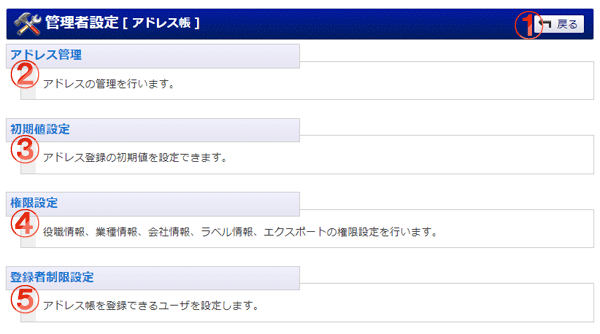 管理者設定 [ アドレス帳 ]
① 戻る
アドレス管理
② アドレスの管理を行います。
初期値設定
③ アドレス登録の初期値を設定できます。
権限設定
④ 役職情報、業種情報、会社情報、ラベル情報、エクスポートの権限設定を行います。
登録者制限設定
⑤ アドレス帳を登録できるユーザを設定します。